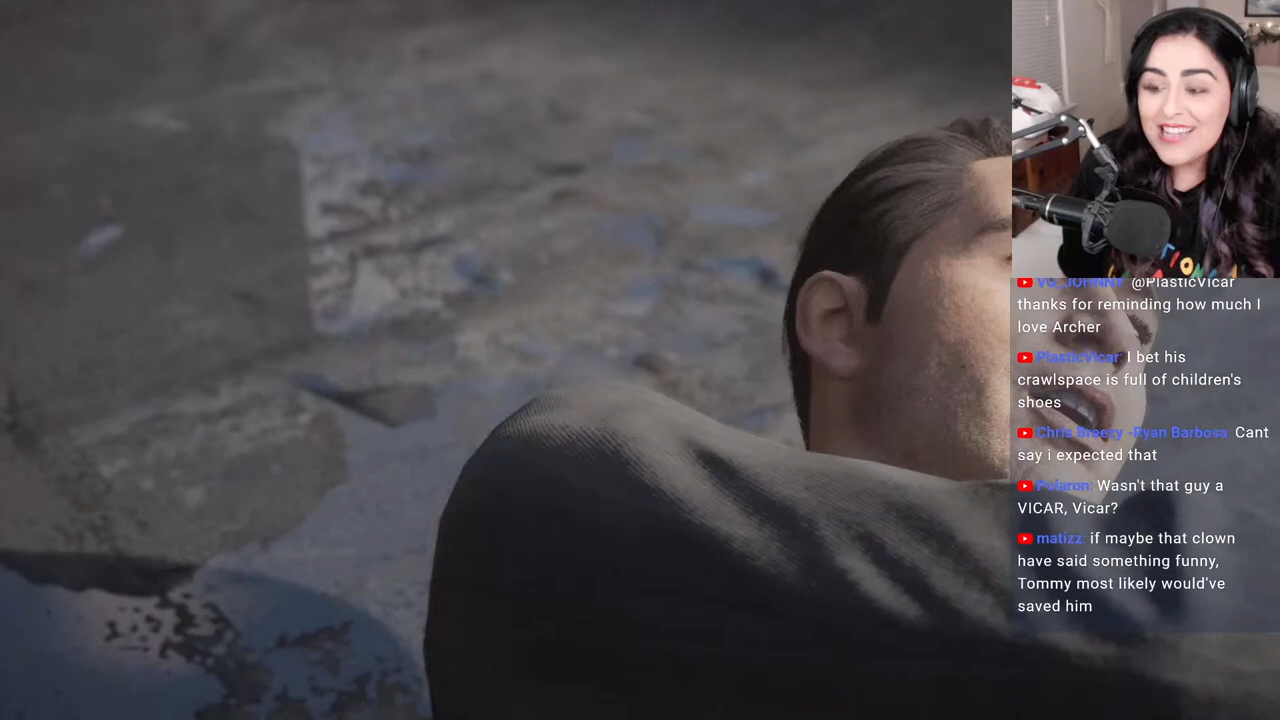 VG_JOHNNY @PlasticVicar
thanks for reminding how much I
love Archer
PlasticVicar: I bet his
crawlspace is full of children's
shoes
Chris Breezy -Ryan Barbosa: Cant
say i expected that
Wasn't that guy a
VICAR, Vicar?
matizz: if maybe that clown
have said something funny,
Tommy most likely would've
saved him